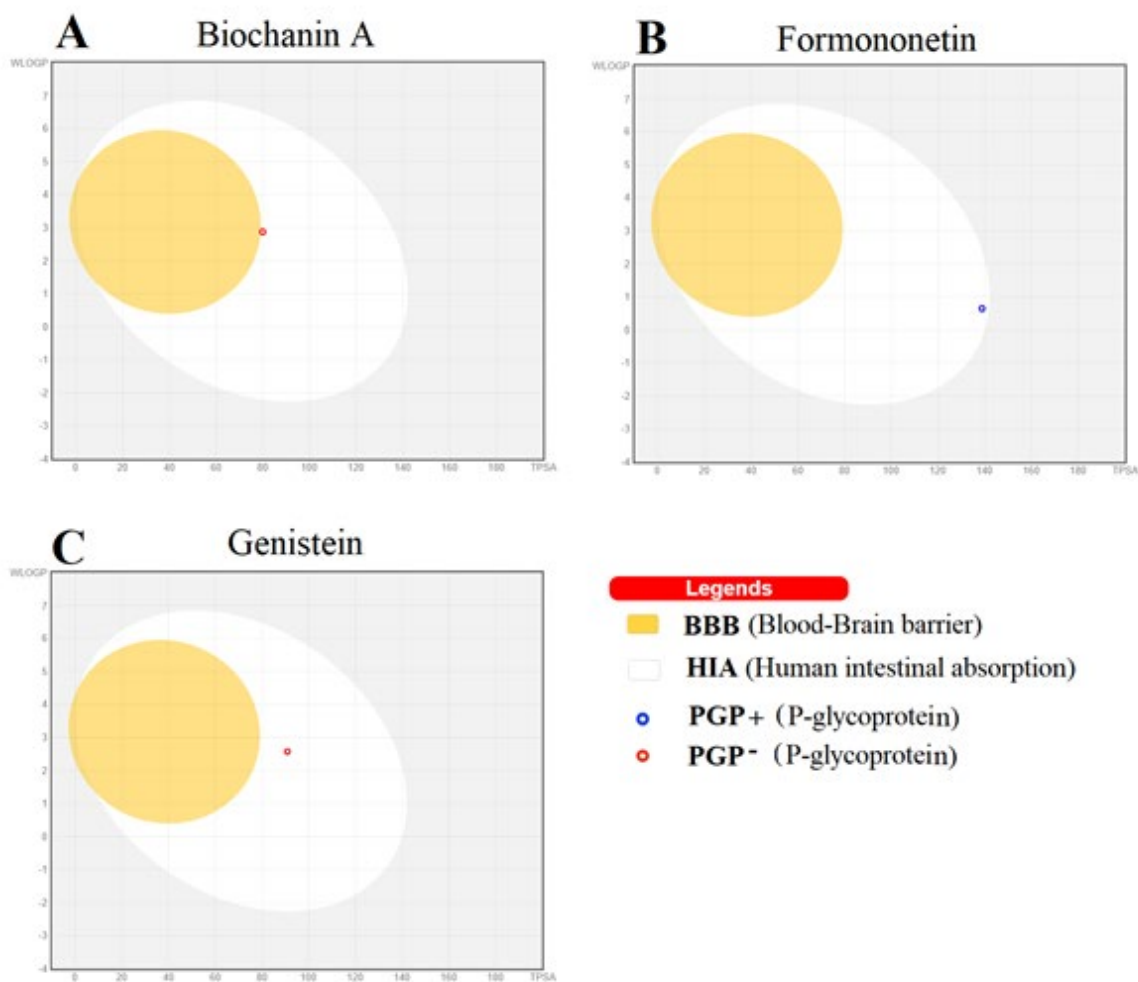 A
Biochanin A
WLOGP
7
6
5
4
3
2
1
0
-1
-2
-3
-4
0 20 40 60 80 100 120 140 160 180 TPSA
B
Formononetin
WLOGP
7
6
5
4
3
2
1
0
-1
-2
-3
-4
0 20 40 60 80 100 120 140 160 180 TPSA
C
Genistein
WLOGP
7
6
5
4
3
2
1
0
-1
-2
-3
-4
0 20 40 60 80 100 120 140 160 180 TPSA
Legends
BBB (Blood-Brain barrier)
HIA (Human intestinal absorption)
PGP+ (P-glycoprotein)
PGP- (P-glycoprotein)